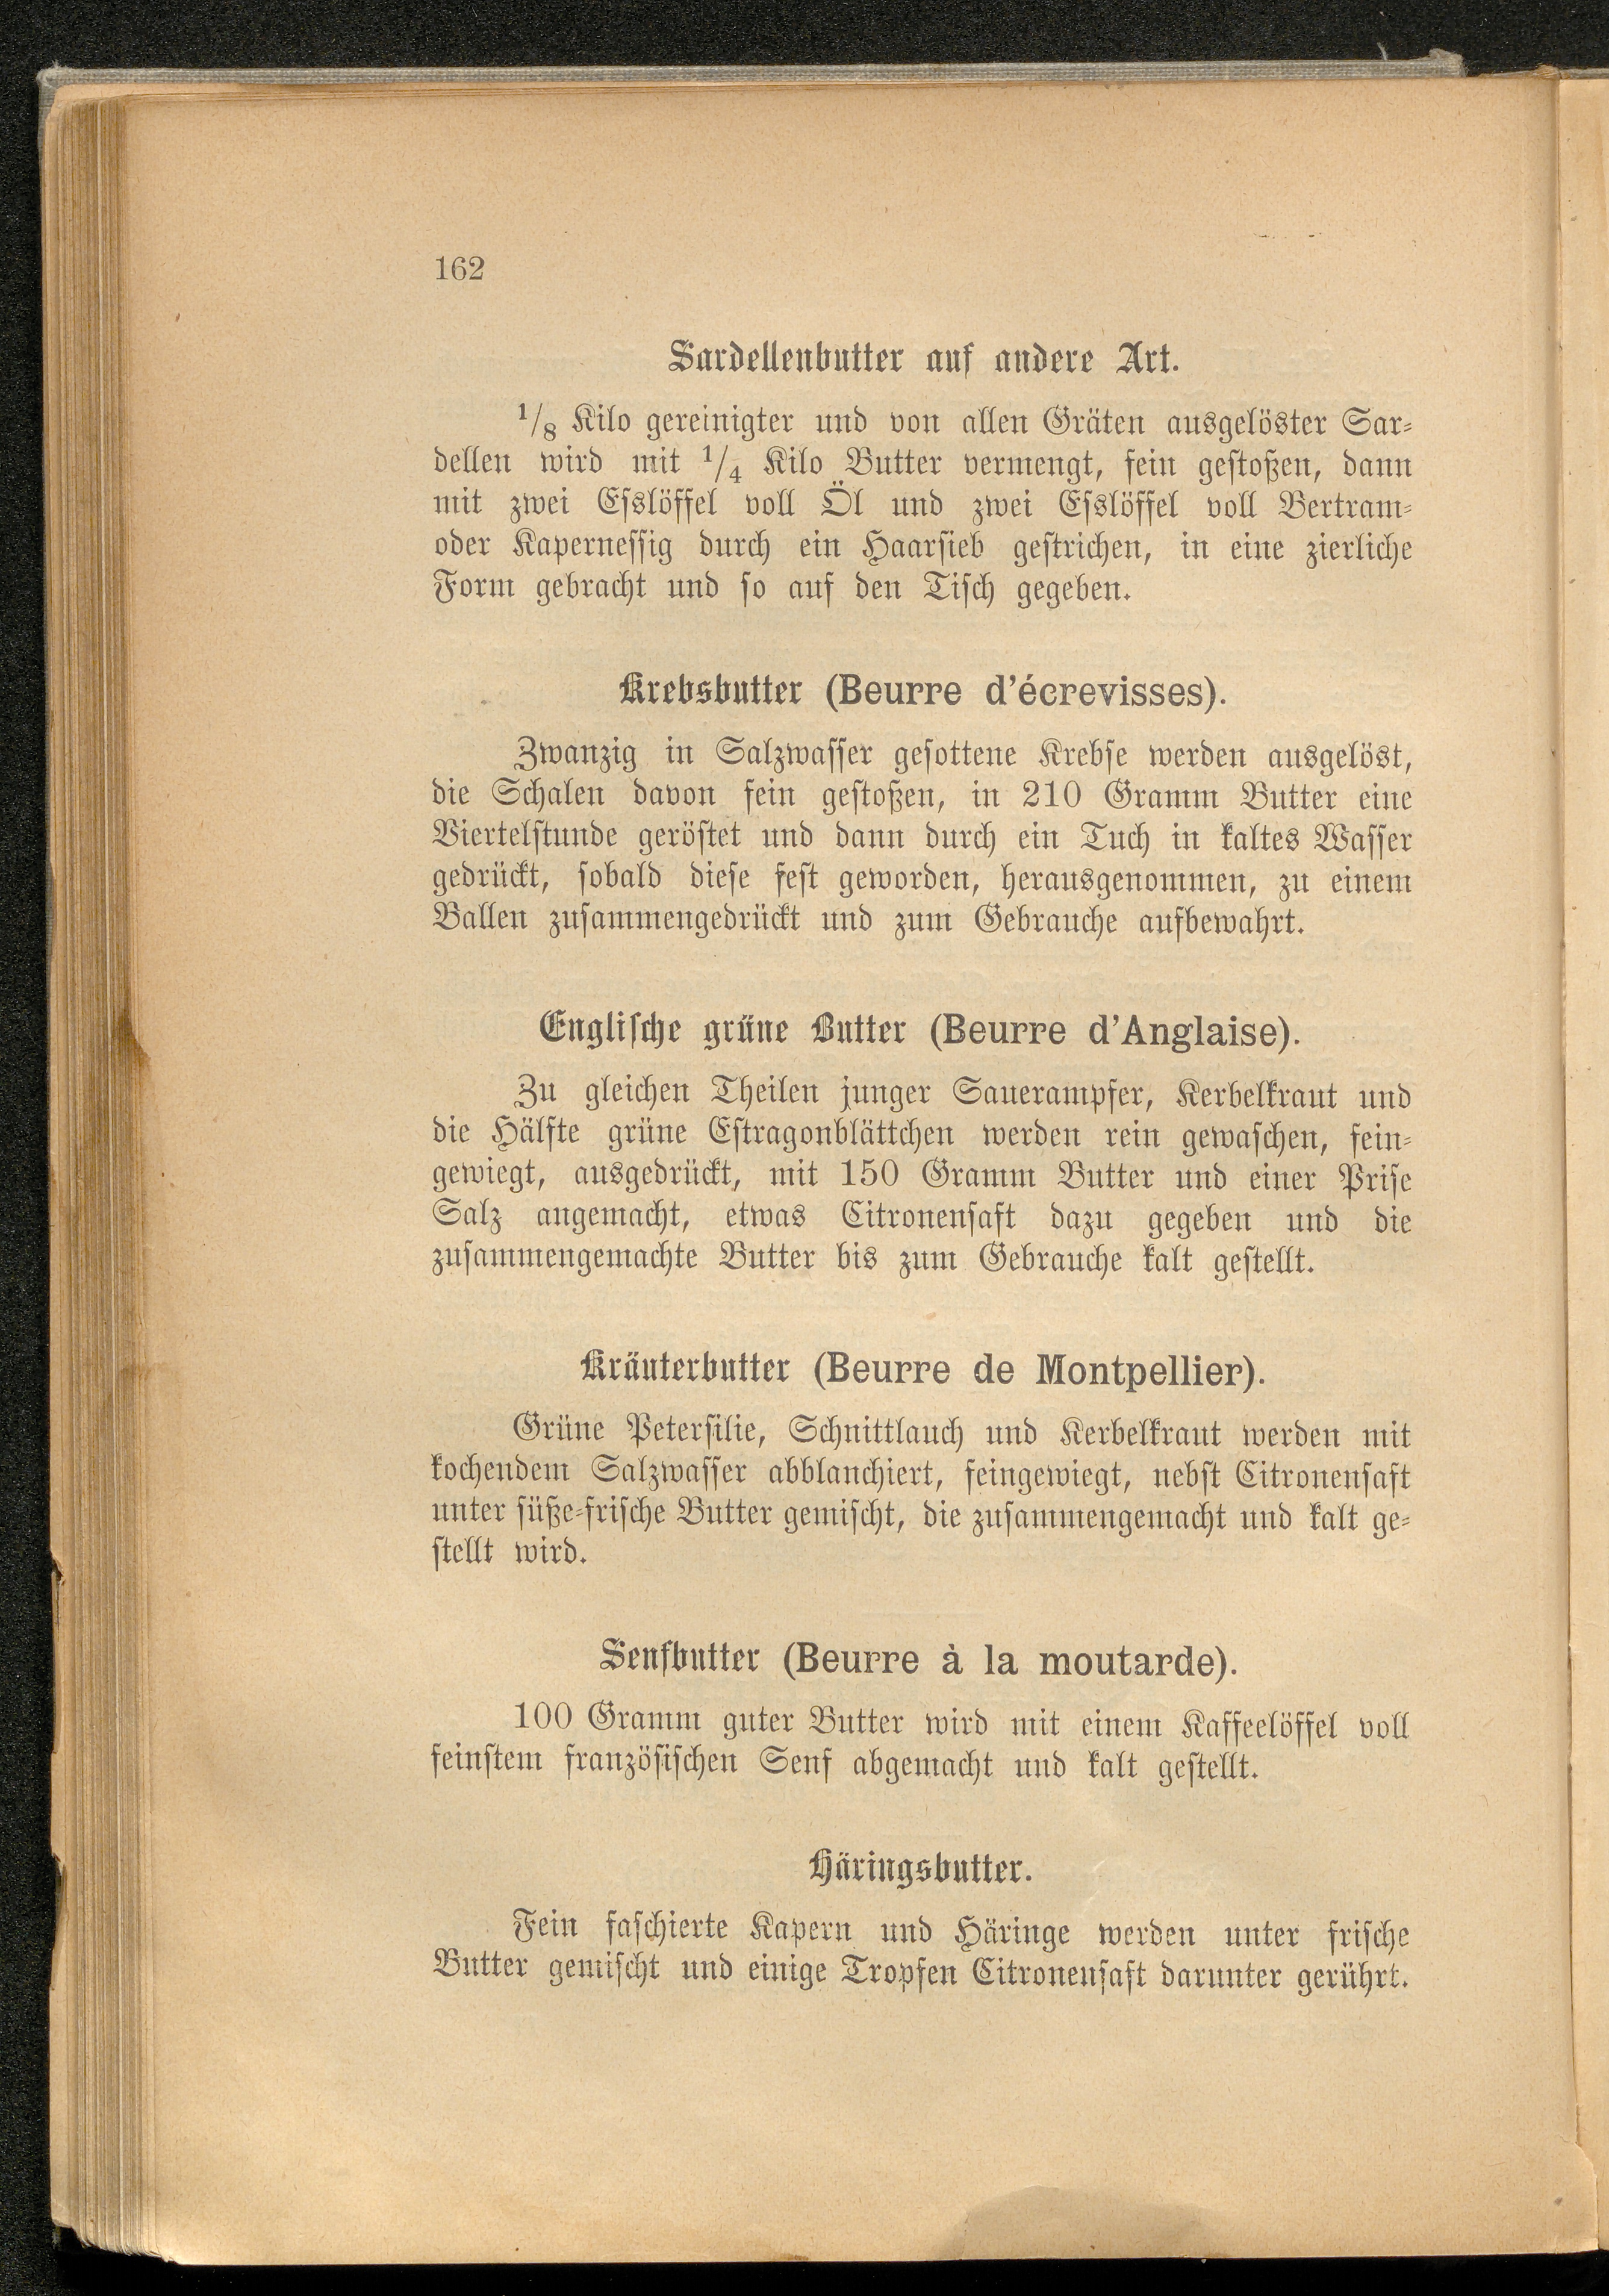 162
Sardellenbutter auf andere Art.
1/8 Kilo gereinigter und von allen Gräten ausgelöster Sar-
dellen wird mit 1/4 Kilo Butter vermengt, fein gestoßen, dann
mit zwei Esslöffel voll Öl und zwei Esslöffel voll Bertram-
oder Kapernessig durch ein Haarsieb gestrichen, in eine zierliche
Form gebracht und so auf den Tisch gegeben.
Krebsbutter (Beurre d'écrevisses).
Zwanzig in Salzwasser gesottene Krebse werden ausgelöst,
die Schalen davon fein gestoßen, in 210 Gramm Butter eine
Viertelstunde geröstet und dann durch ein Tuch in kaltes Wasser
gedrückt, sobald diese fest geworden, herausgenommen, zu einem
Ballen zusammengedrückt und zum Gebrauche aufbewahrt.
Englische grüne Butter (Beurre d'Anglaise).
Zu gleichen Theilen junger Sauerampfer, Kerbelkraut und
die Hälfte grüne Estragonblättchen werden rein gewaschen, fein-
gewiegt, ausgedrückt, mit 150 Gramm Butter und einer Prise
Salz angemacht, etwas Citronensaft dazu gegeben und die
zusammengemachte Butter bis zum Gebrauche kalt gestellt.
Kräuterbutter (Beurre de Montpellier).
Grüne Petersilie, Schnittlauch und Kerbelkraut werden mit
kochendem Salzwasser abblanchiert, feingewiegt, nebst Citronensaft
unter süße-frische Butter gemischt, die zusammengemacht und kalt ge-
stellt wird.
Senfbutter (Beurre à la moutarde).
100 Gramm guter Butter wird mit einem Kaffeelöffel voll
feinstem französischen Senf abgemacht und kalt gestellt.
Häringsbutter.
Fein faschierte Kapern und Häringe werden unter frische
Butter gemischt und einige Tropfen Citronensaft darunter gerührt.